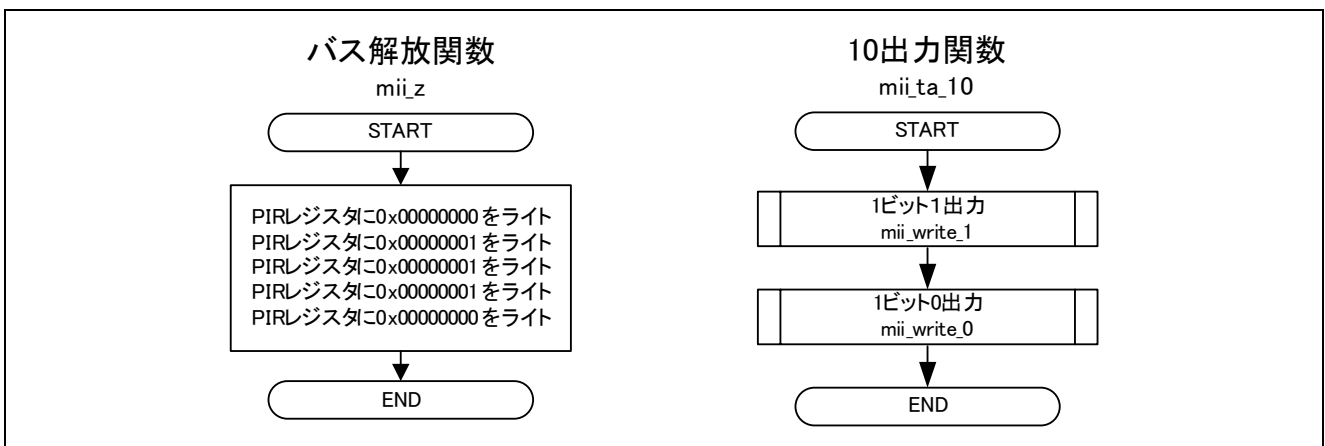 バス解放関数
mii_z
START
PIRレジスタに0x00000000をライト
PIRレジスタに0x00000001をライト
PIRレジスタに0x00000001をライト
PIRレジスタに0x00000001をライト
PIRレジスタに0x00000000をライト
END
10出力関数
mii_ta_10
START
1ビット1出力
mii_write_1
1ビット0出力
mii_write_0
END